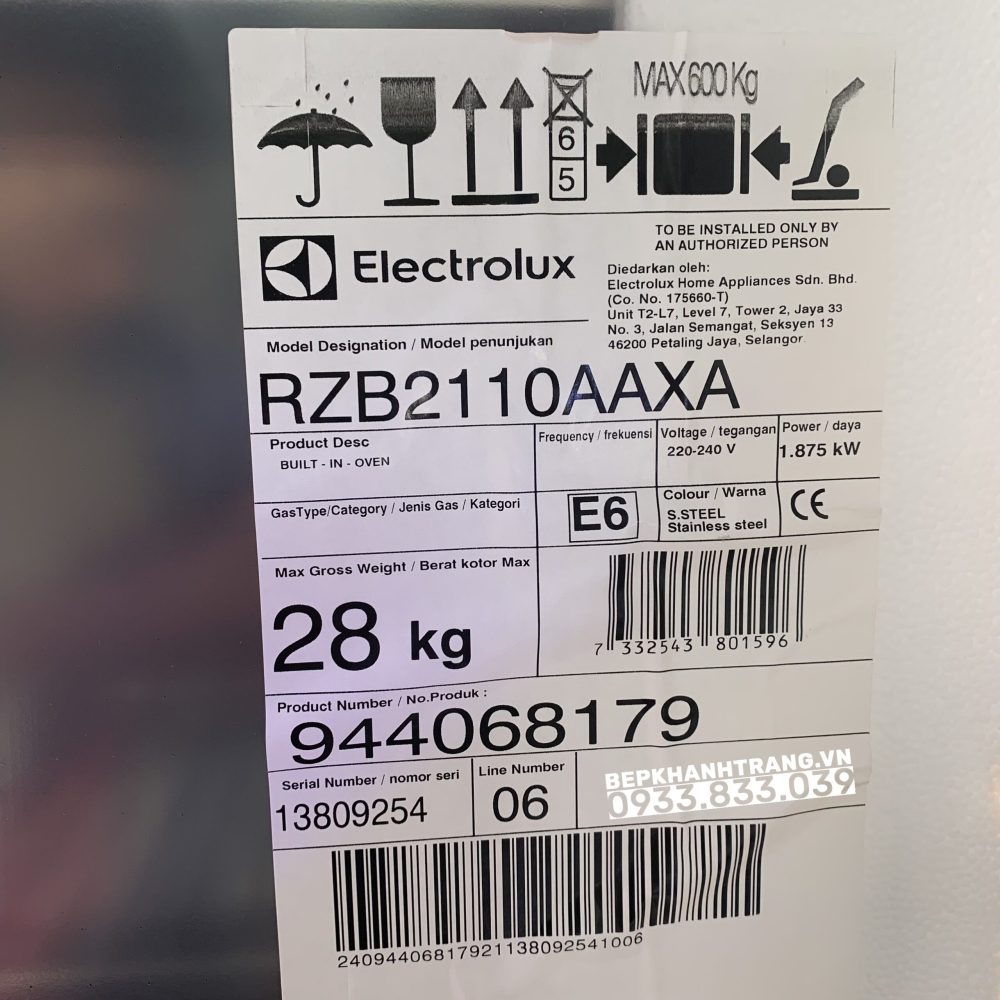 MAX 600 Kg
6
5
TO BE INSTALLED ONLY BY
AN AUTHORIZED PERSON
Electrolux
Diedarkan oleh:
Electrolux Home Appliances Sdn. Bhd.
(Co. No. 175660-T)
Unit T2-L7, Level 7, Tower 2, Jaya 33
No. 3, Jalan Semangat, Seksyen 13
46200 Petaling Jaya, Selangor.
Model Designation / Model penunjukan
RZB2110AAXA
Product Desc
BUILT - IN - OVEN
Frequency / frekuensi
Voltage / tegangan
220-240 V
Power / daya
1.875 kW
GasType/Category / Jenis Gas / Kategori
E6
Colour / Warna
S.STEEL
Stainless steel
CE
Max Gross Weight / Berat kotor Max
28 kg
7 332543 801596
Product Number / No.Produk :
944068179
Serial Number / nomor seri
13809254
Line Number
06
BEPKHANHTRANG.VN
0933.833.039
24094406817921138092541006